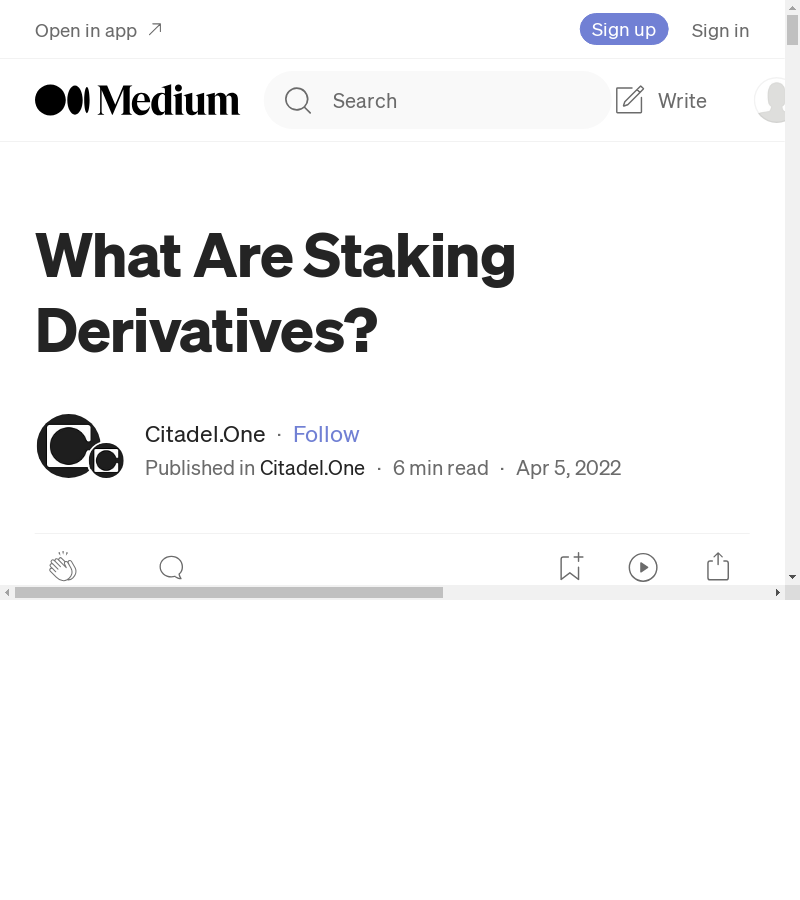 Open in app
Sign up
Sign in
Medium
Search
Write
What Are Staking
Derivatives?
Citadel.One · Follow
Published in Citadel.One · 6 min read · Apr 5, 2022